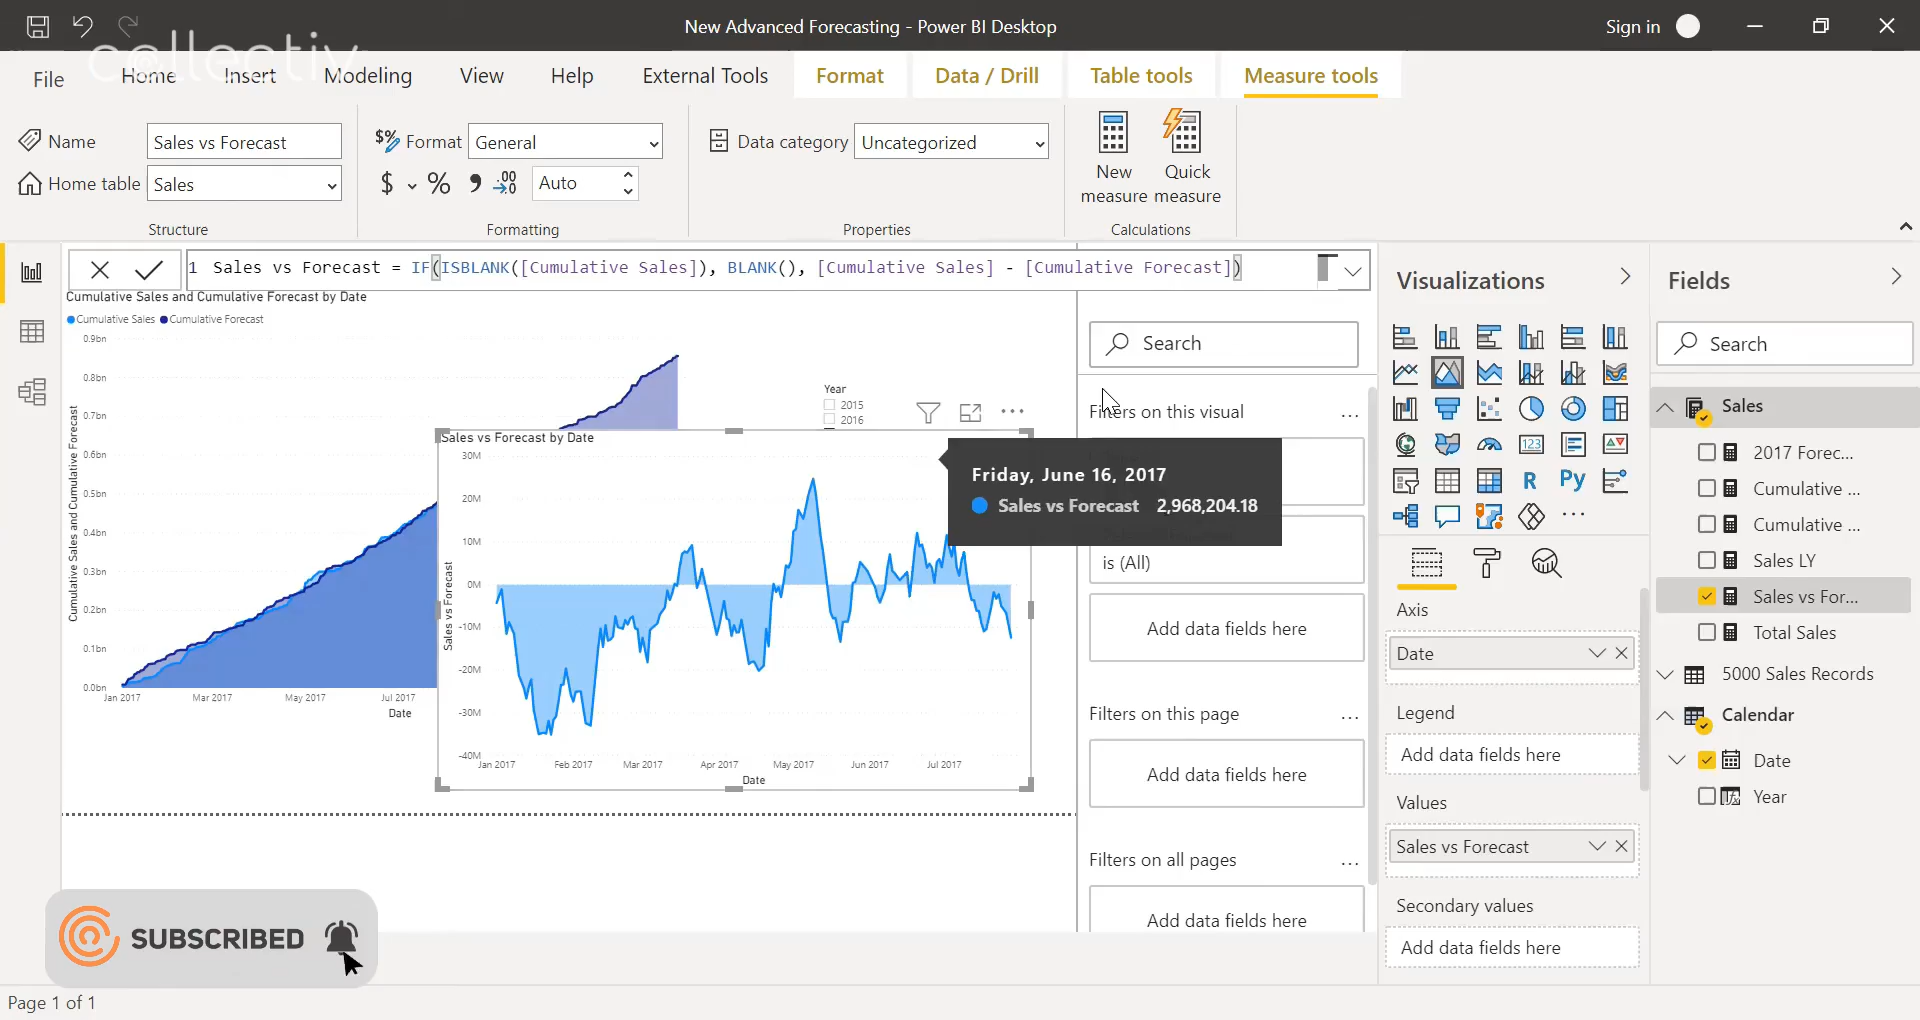 New Advanced Forecasting - Power BI Desktop
Sign in
collectiv
File
Home
Insert
Modeling
View
Help
External Tools
Format
Data / Drill
Table tools
Measure tools
Name
Sales vs Forecast
Home table
Sales
Structure
$% Format
General
$ % 9 .00
Auto
Formatting
Data category
Uncategorized
Properties
New measure
Quick measure
Calculations
1 Sales vs Forecast = IF(ISBLANK([Cumulative Sales]), BLANK(), [Cumulative Sales] - [Cumulative Forecast])
Cumulative Sales and Cumulative Forecast by Date
Cumulative Sales Cumulative Forecast
0.9bn
0.8bn
0.7bn
0.6bn
0.5bn
0.4bn
0.3bn
0.2bn
0.1bn
0.0bn
Cumulative Sales and Cumulative Forecast
Jan 2017
Mar 2017
May 2017
Jul 2017
Date
Year
2015
2016
Sales vs Forecast by Date
30M
20M
10M
0M
-10M
-20M
-30M
-40M
Sales vs Forecast
Jan 2017
Feb 2017
Mar 2017
Apr 2017
May 2017
Jun 2017
Jul 2017
Date
Friday, June 16, 2017
Sales vs Forecast 2,968,204.18
Search
Filters on this visual
...
is (All)
Add data fields here
Filters on this page
...
Add data fields here
Filters on all pages
...
Add data fields here
Visualizations
123
R
Py
...
Axis
Date
Legend
Add data fields here
Values
Sales vs Forecast
Secondary values
Add data fields here
Fields
Search
Sales
2017 Forec...
Cumulative ...
Cumulative ...
Sales LY
Sales vs For...
Total Sales
5000 Sales Records
Calendar
Date
Year
SUBSCRIBED
Page 1 of 1